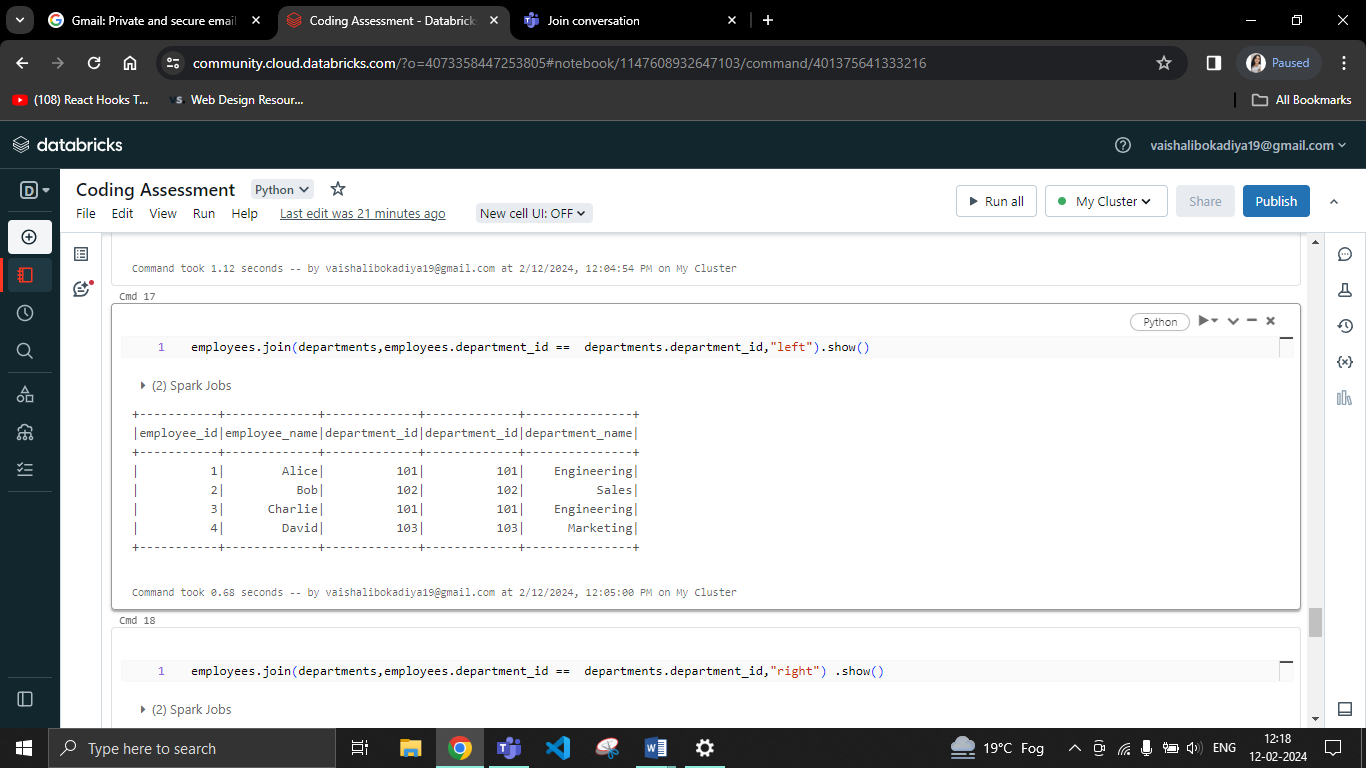 Gmail: Private and secure email
Coding Assessment - Databricks
Join conversation
community.cloud.databricks.com/?o=4073358447253805#notebook/1147608932647103/command/401375641333216
Paused
(108) React Hooks T...
VS Web Design Resour...
All Bookmarks
databricks
vaishalibokadiya19@gmail.com
D
Coding Assessment
Python
File Edit View Run Help
Last edit was 21 minutes ago
New cell UI: OFF
Run all
My Cluster
Share
Publish
Command took 1.12 seconds -- by vaishalibokadiya19@gmail.com at 2/12/2024, 12:04:54 PM on My Cluster
Cmd 17
Python
1 employees.join(departments,employees.department_id ==  departments.department_id,"left").show()
(2) Spark Jobs
+-----------+-------------+-------------+-------------+---------------+
|employee_id|employee_name|department_id|department_id|department_name|
+-----------+-------------+-------------+-------------+---------------+
|          1|        Alice|          101|          101|    Engineering|
|          2|          Bob|          102|          102|          Sales|
|          3|      Charlie|          101|          101|    Engineering|
|          4|        David|          103|          103|      Marketing|
+-----------+-------------+-------------+-------------+---------------+
Command took 0.68 seconds -- by vaishalibokadiya19@gmail.com at 2/12/2024, 12:05:00 PM on My Cluster
Cmd 18
1 employees.join(departments,employees.department_id ==  departments.department_id,"right") .show()
(2) Spark Jobs
Type here to search
19°C Fog
ENG
12:18
12-02-2024